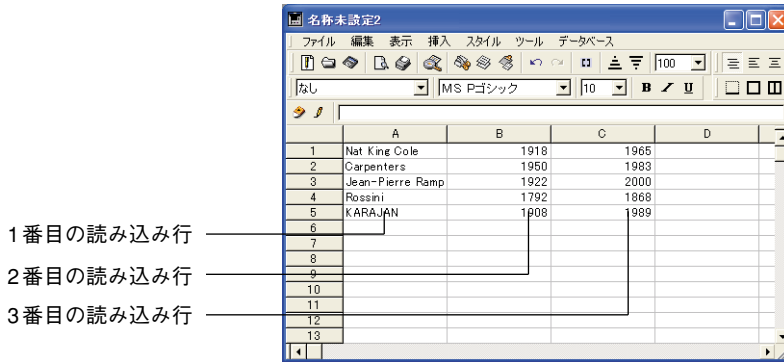 名称未設定2
ファイル 編集 表示 挿入 スタイル ツール データベース
100
なし MS Pゴシック 10 B I U
A B C D
1 Nat King Cole 1918 1965
2 Carpenters 1950 1983
3 Jean-Pierre Ramp 1922 2000
4 Rossini 1792 1868
5 KARAJAN 1908 1989
6
7
8
9
10
11
12
13
1番目の読み込み行
2番目の読み込み行
3番目の読み込み行